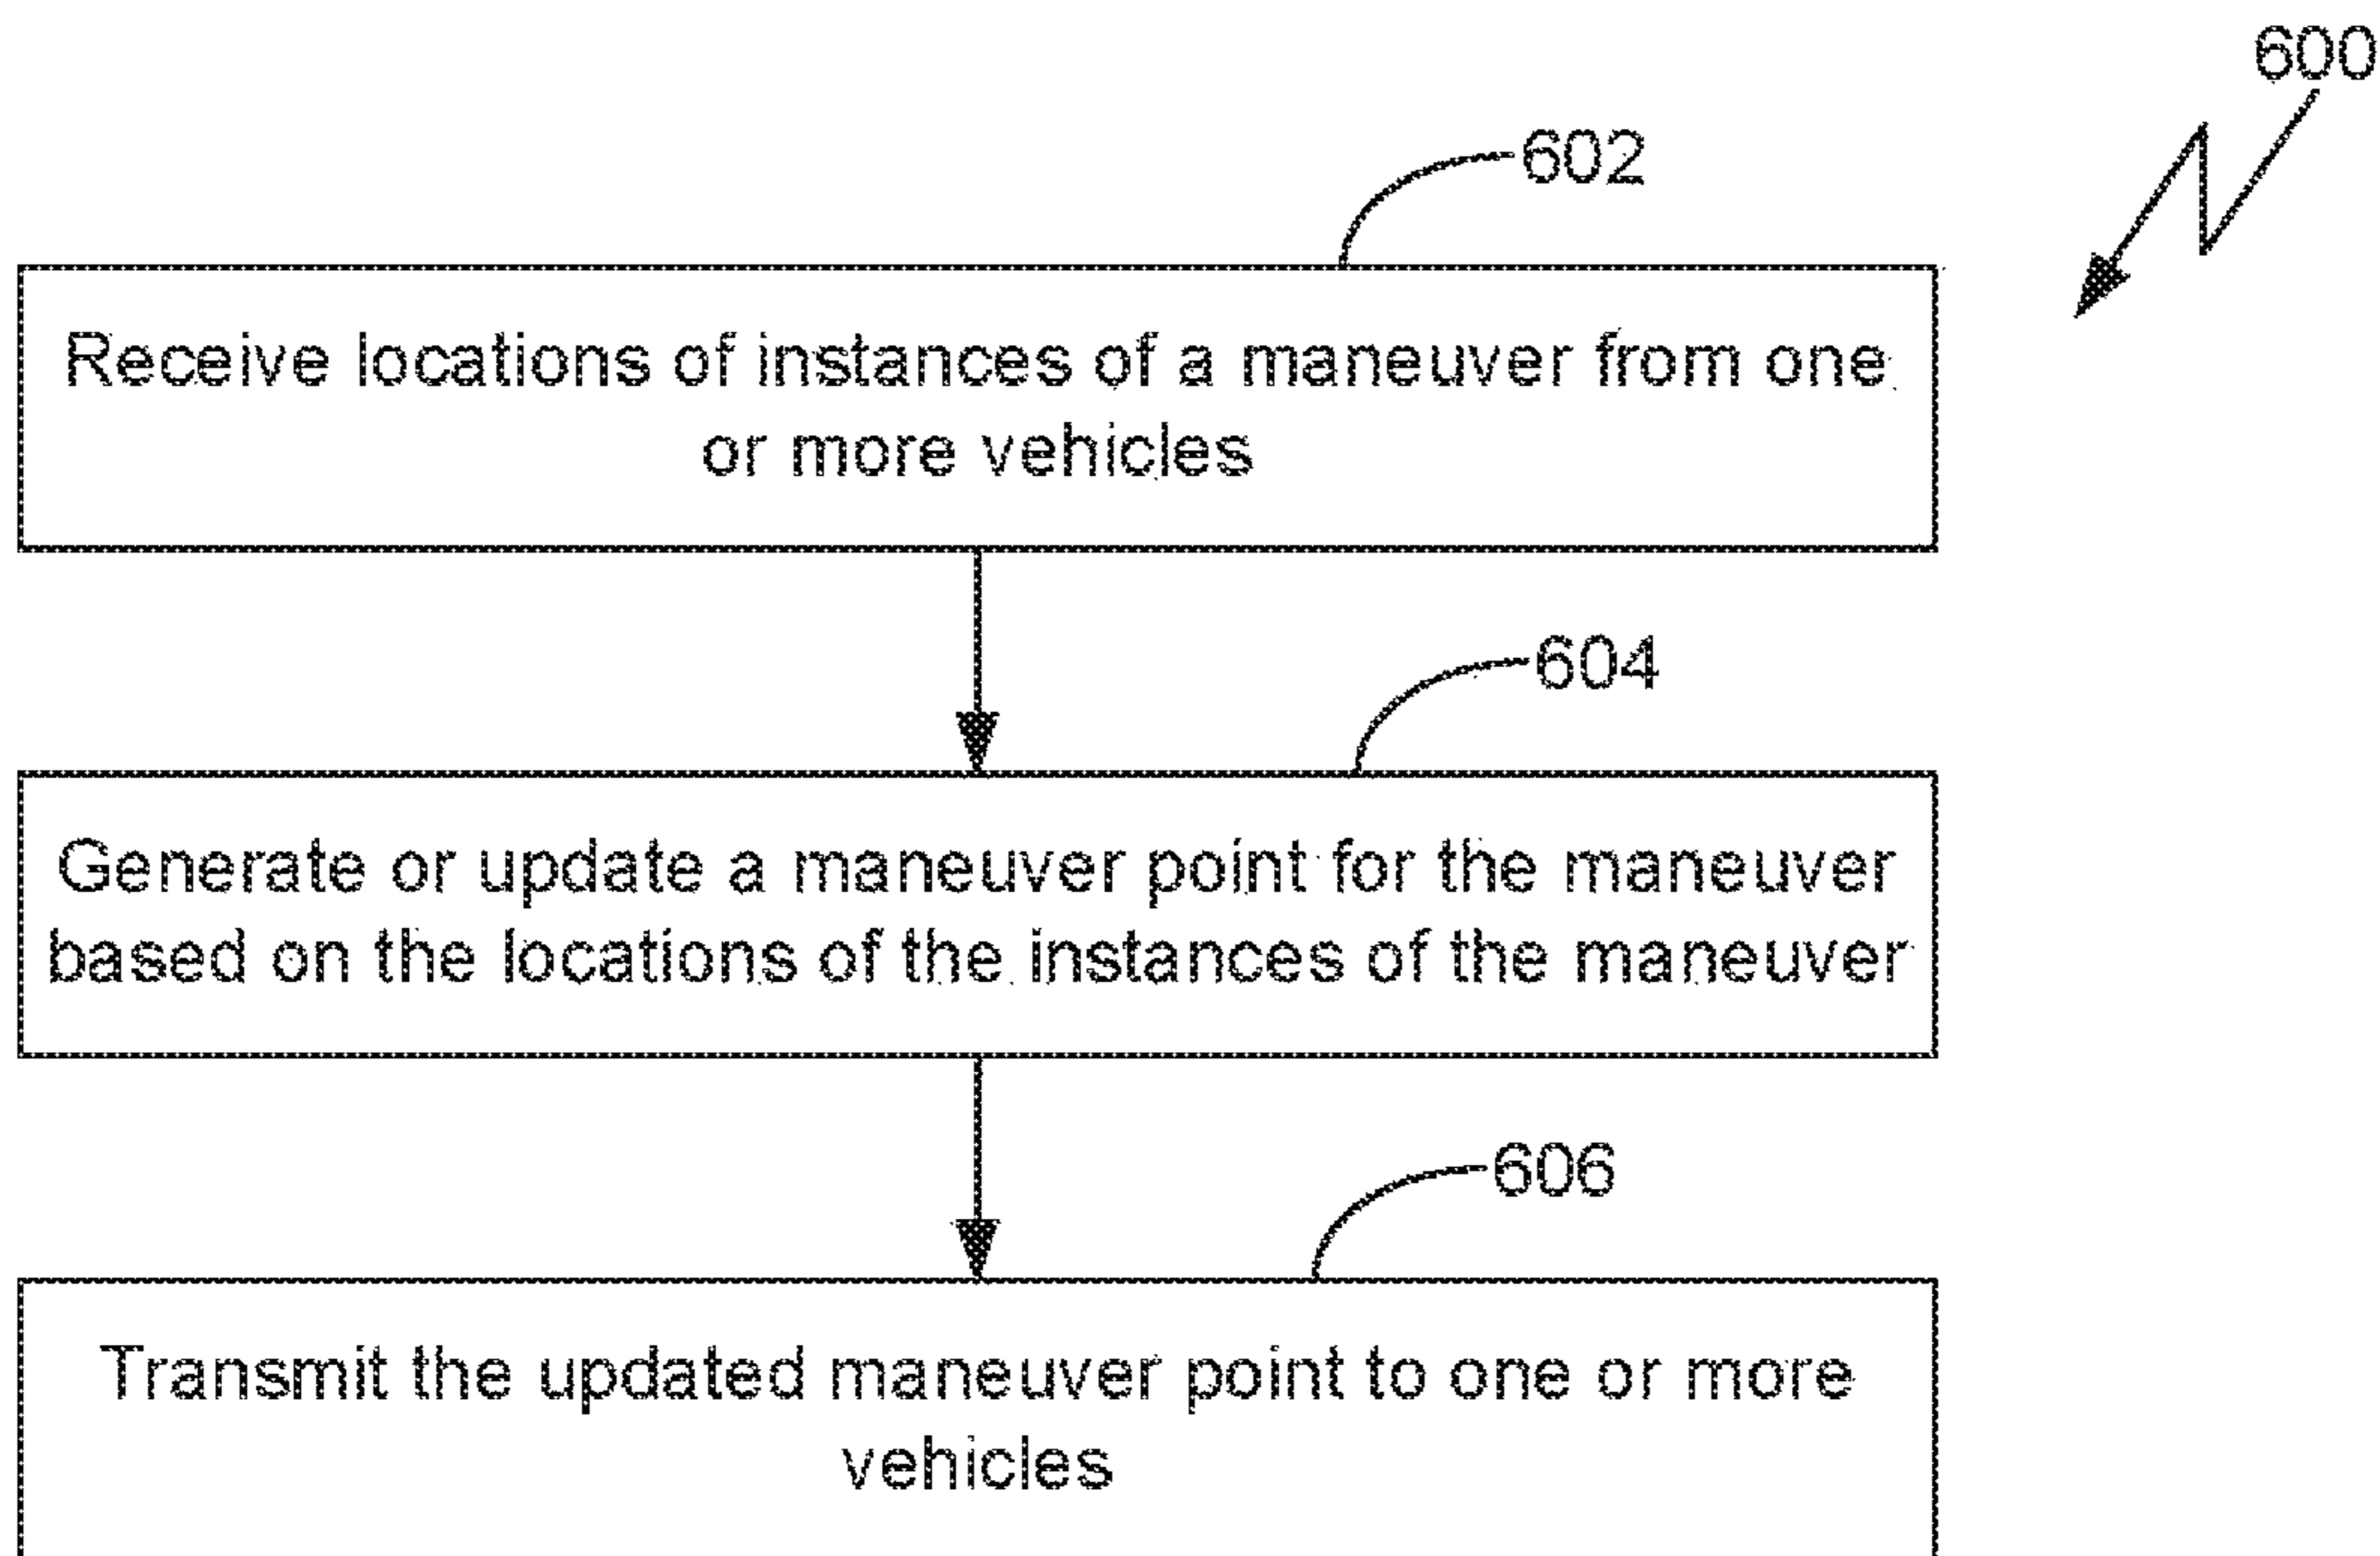 600
602
Receive locations of instances of a maneuver from one
or more vehicles
604
Generate or update a maneuver point for the maneuver
based on the locations of the instances of the maneuver
606
Transmit the updated maneuver point to one or more
vehicles